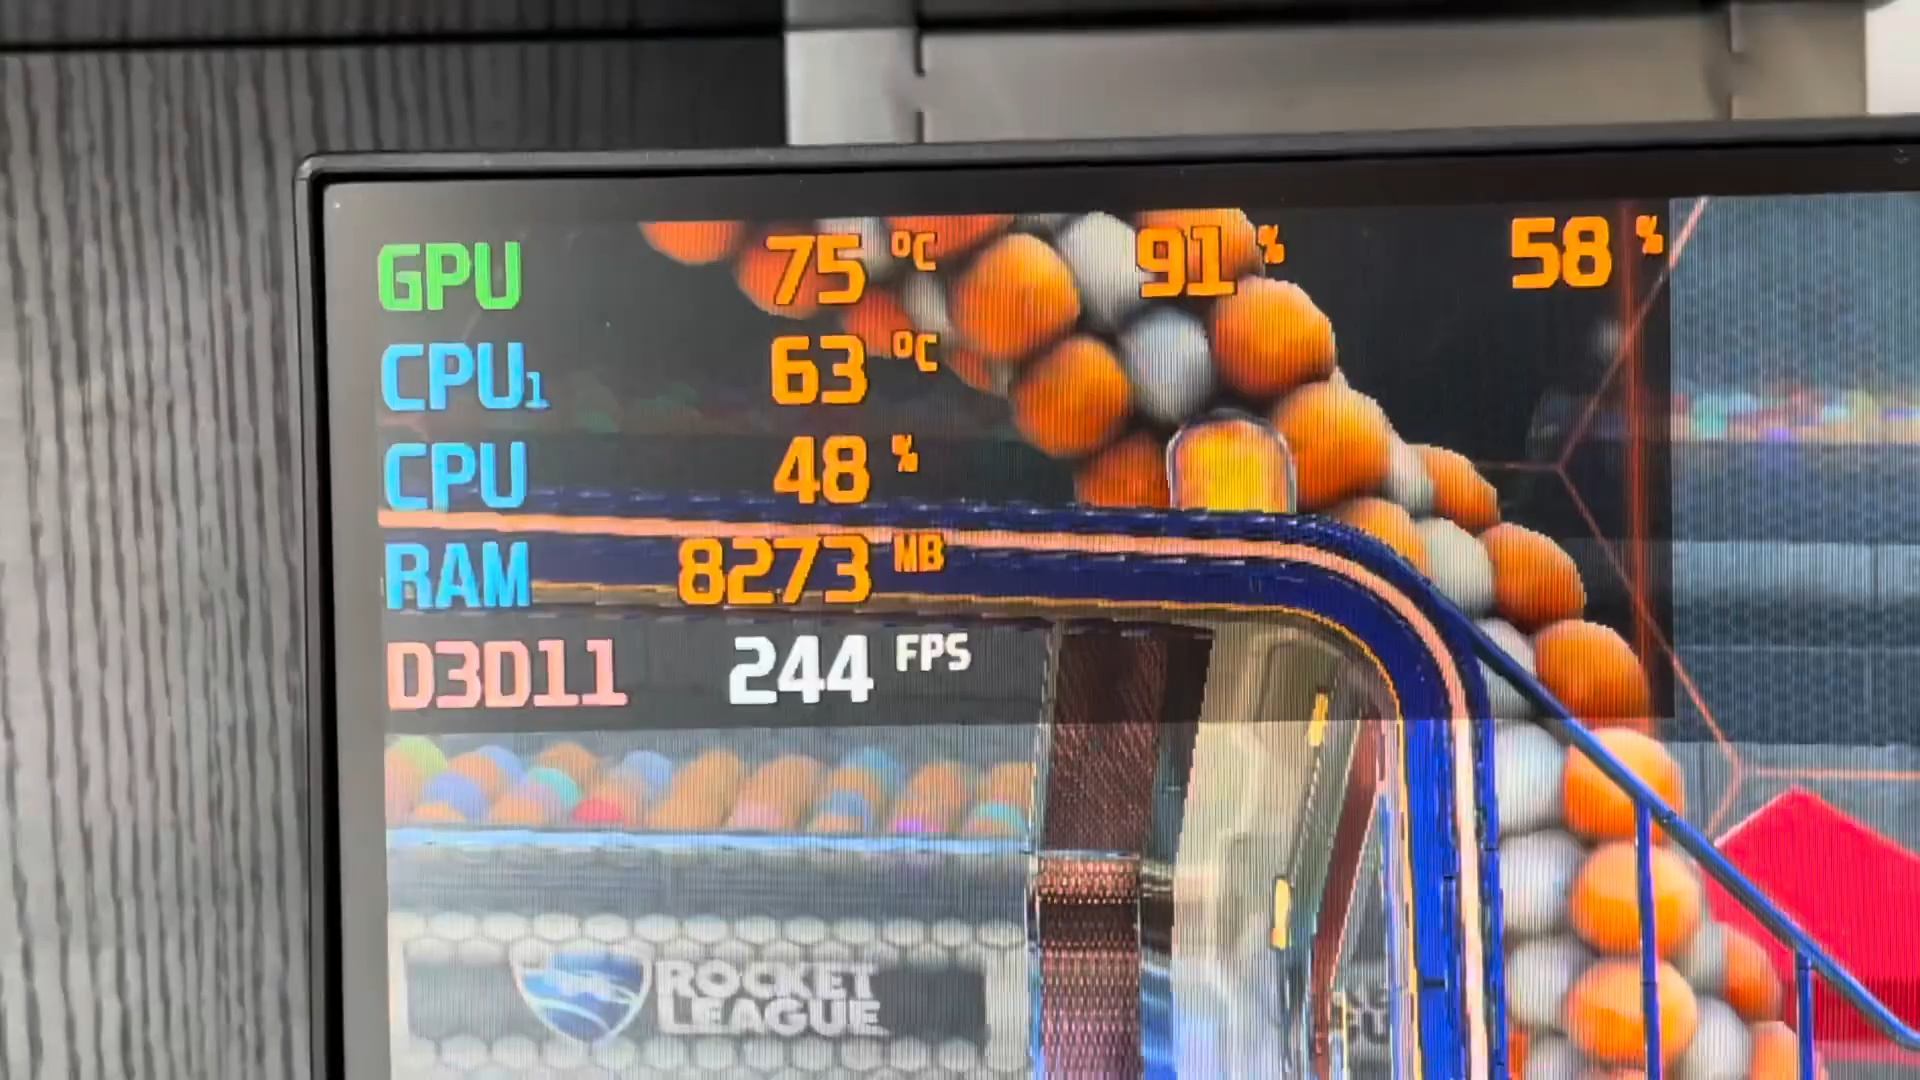 GPU 75 °C 91 % 58 %
CPU1 63 °C
CPU 48 %
RAM 8273 MB
D3D11 244 FPS
ROCKET
LEAGUE